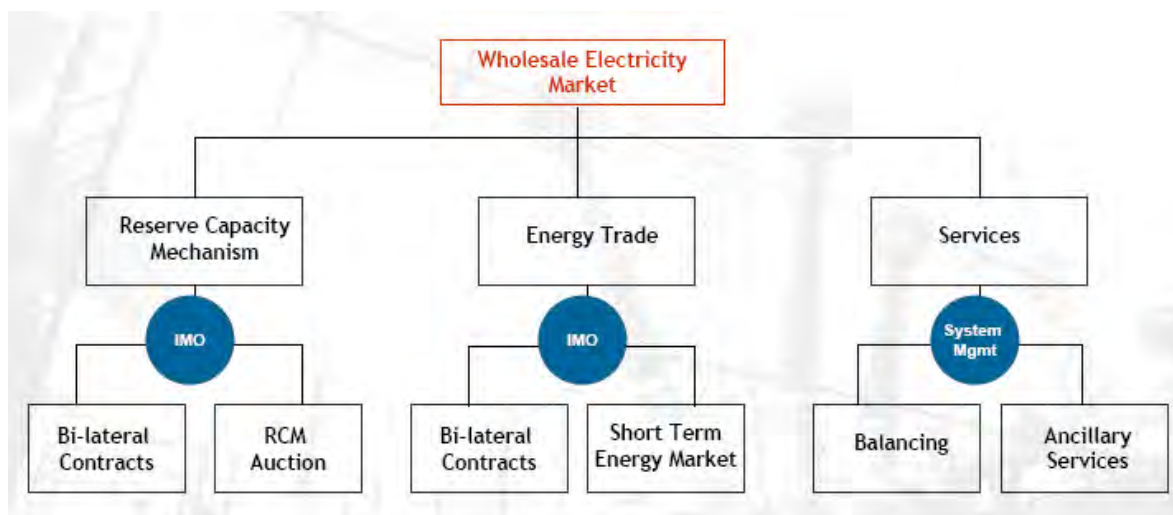 Wholesale Electricity
Market
Reserve Capacity
Mechanism
Energy Trade
Services
IMO
IMO
System
Mgmt
Bi-lateral
Contracts
RCM
Auction
Bi-lateral
Contracts
Short Term
Energy Market
Balancing
Ancillary
Services